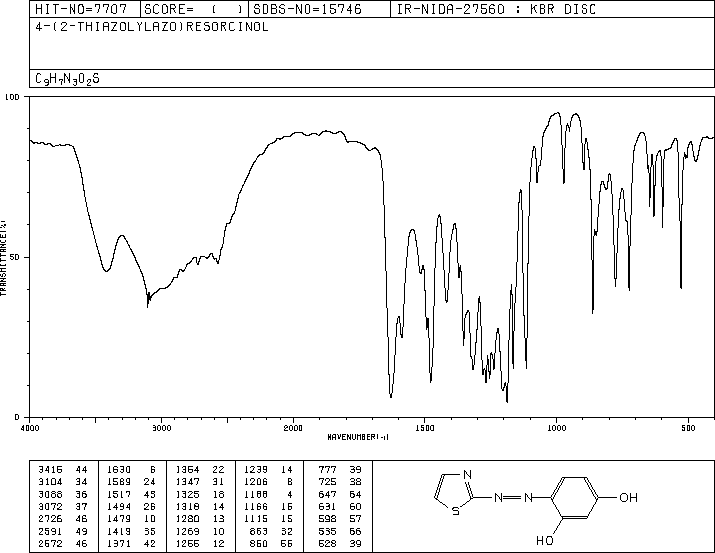 HIT-NO=7707 SCORE= ( ) SDBS-NO=15746 IR-NIDA-27560 : KBR DISC
4-(2-THIAZOLYLAZO)RESORCINOL
C9H7N3O2S
100
50
0
TRANSMITTANCE(%)
4000 3000 2000 1500 1000 500
WAVENUMBER(-1)
3415 44 1630 6 1354 22 1239 14 777 39
3104 34 1589 24 1347 31 1206 8 725 38
3088 36 1517 43 1325 18 1188 4 647 64
3072 37 1494 26 1318 14 1166 15 631 60
2726 46 1479 10 1280 13 1115 15 598 57
2591 49 1419 35 1269 10 863 32 535 56
2572 46 1371 42 1255 12 850 55 528 39
N
S
N
N
OH
HO